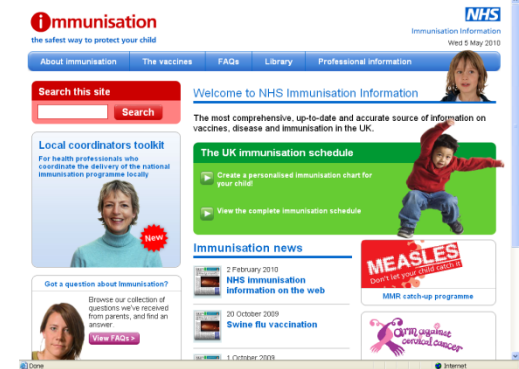 immunisation
the safest way to protect your child
NHS
Immunisation Information
Wed 5 May 2010
About immunisation
The vaccines
FAQs
Library
Professional information
Search this site
Search
Welcome to NHS Immunisation Information
The most comprehensive, up-to-date and accurate source of information on
vaccines, disease and immunisation in the UK.
Local coordinators toolkit
For health professionals who
coordinate the delivery of the national
immunisation programme locally
New
The UK immunisation schedule
Create a personalised immunisation chart for
your child!
View the complete immunisation schedule
Immunisation news
2 February 2010
NHS immunisation
information on the web
20 October 2009
Swine flu vaccination
1 October 2009
MEASLES
Don't let your child catch it
MMR catch-up programme
arm against
cervical cancer
Got a question about Immunisation?
Browse our collection of
questions we've received
from parents, and find an
answer.
View FAQs >
Done
Internet